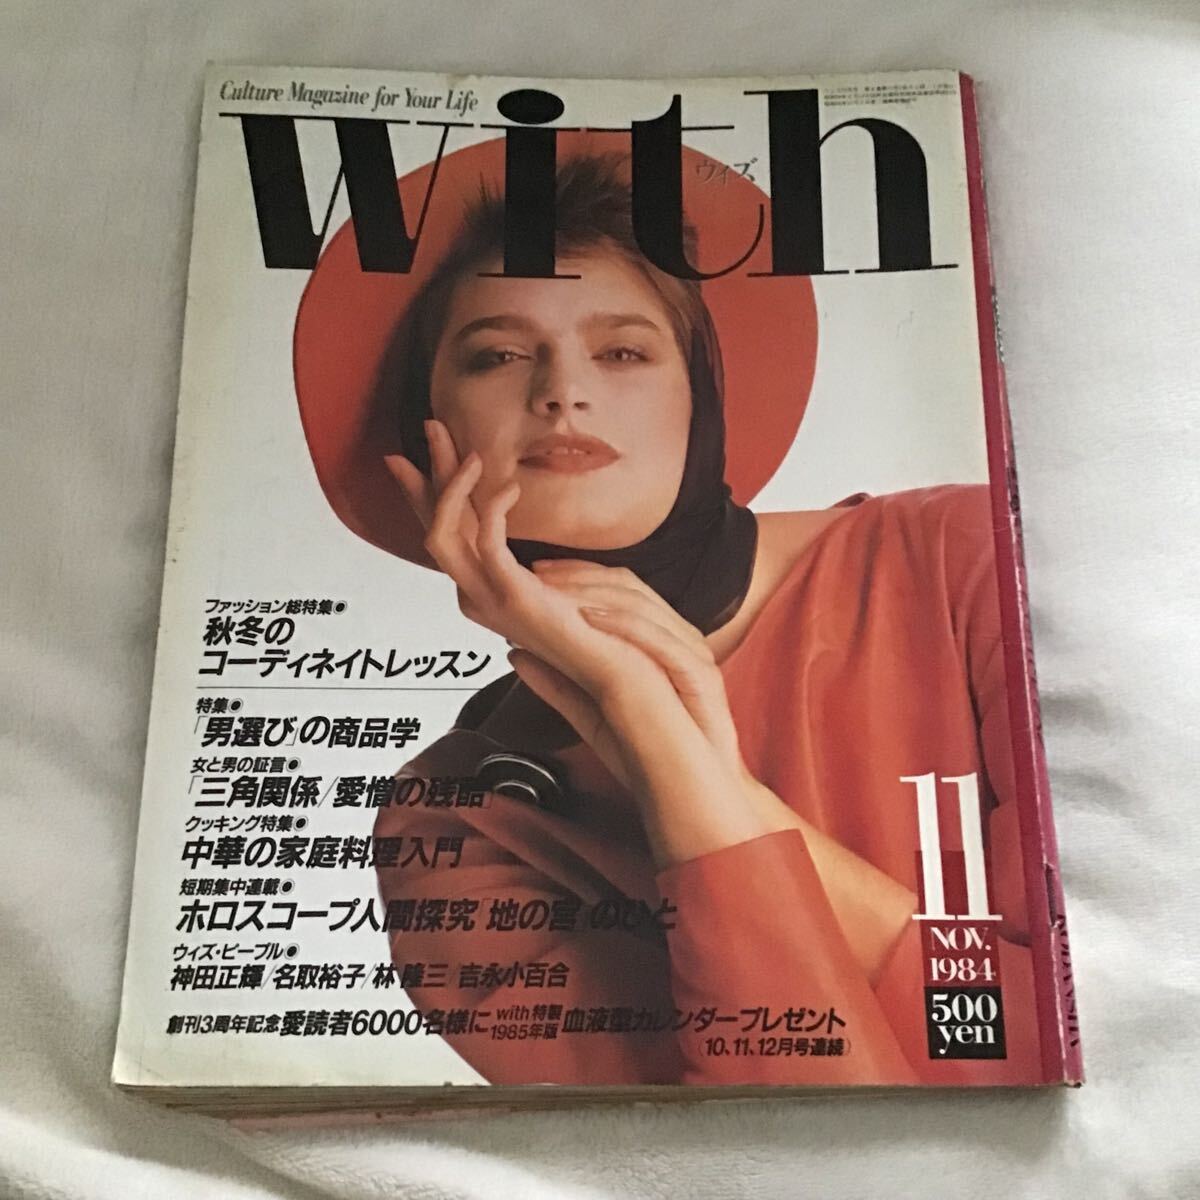 Culture Magazine for Your Life
with
ウィズ
ファッション総特集●
秋冬の
コーディネイトレッスン
特集●
「男選び」の商品学
女と男の証言●
「三角関係/愛憎の残酷」
クッキング特集●
中華の家庭料理入門
短期集中連載●
ホロスコープ人間探究「地の宮」のひと
ウィズ・ピープル●
神田正輝/名取裕子/林 隆三/吉永小百合
創刊3周年記念愛読者6000名様にwith特製1985年版血液型カレンダープレゼント
(10、11、12月号連続)
11
NOV.
1984
500
yen